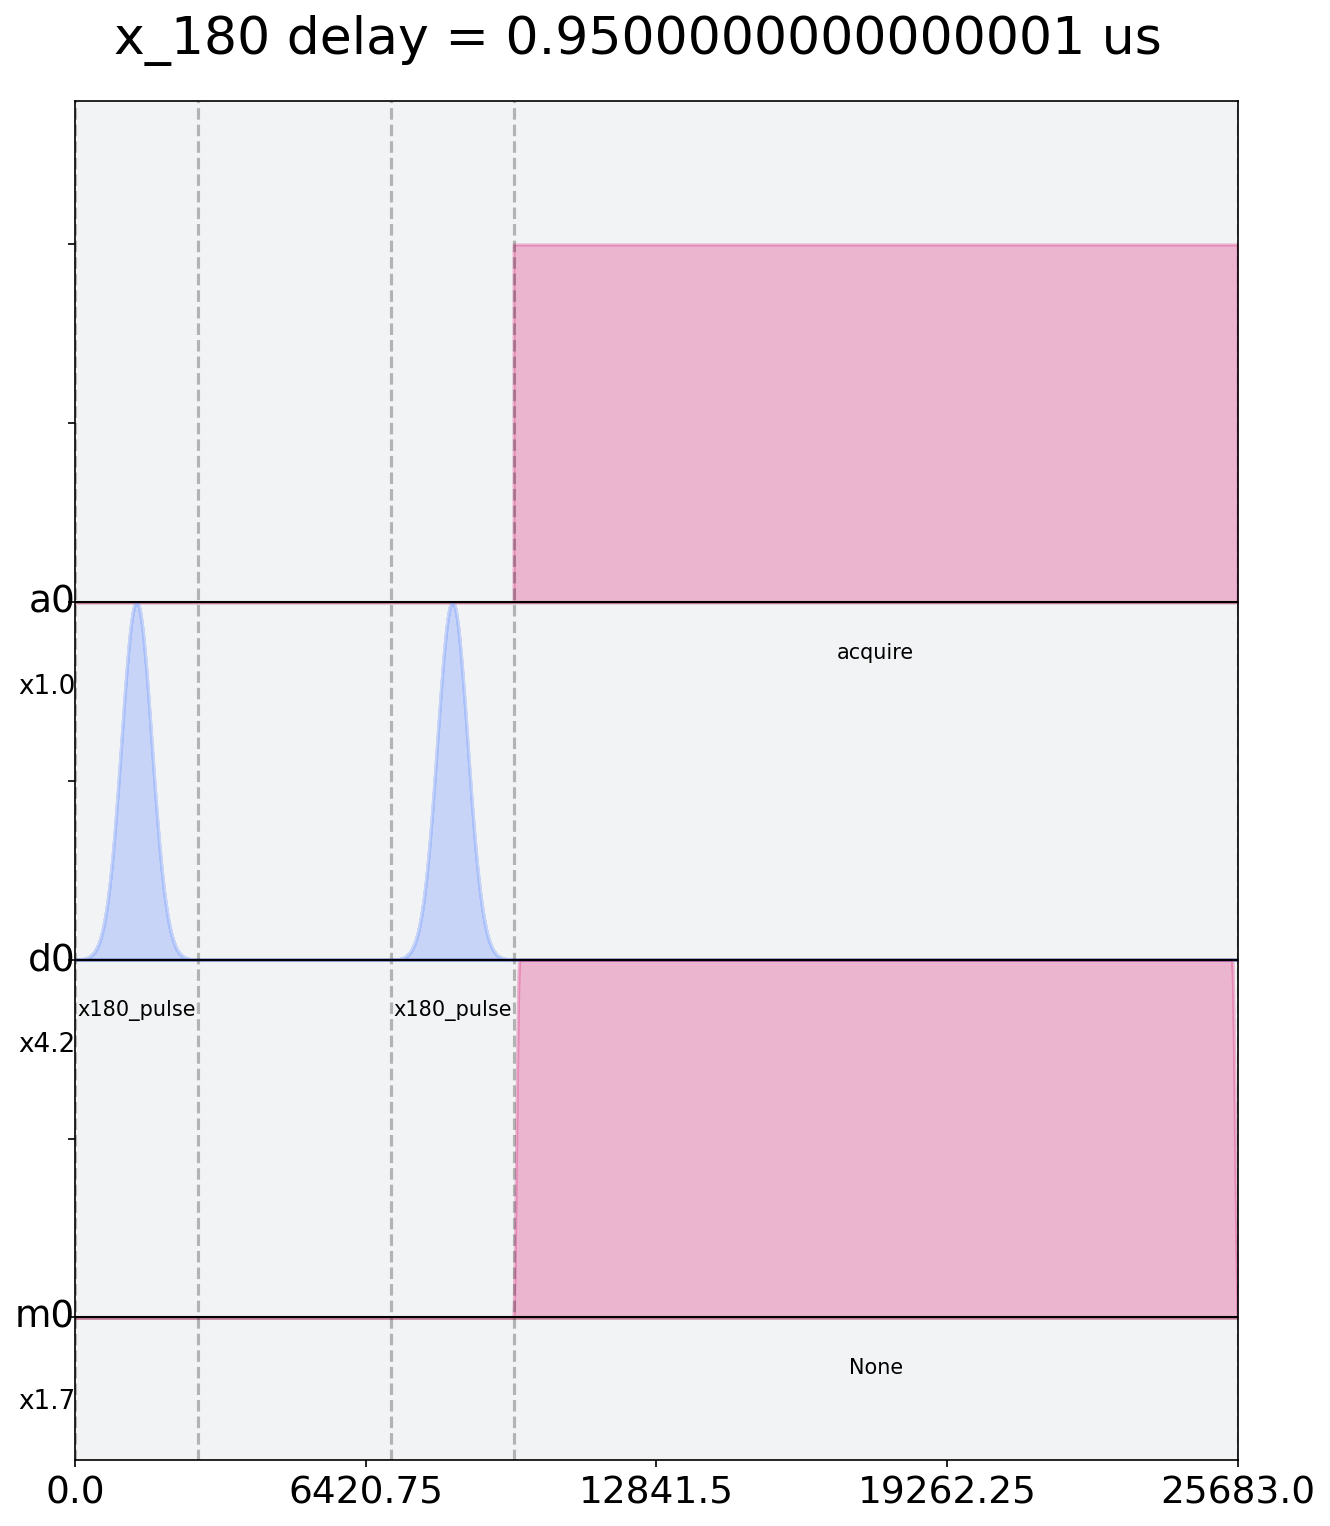 x_180 delay = 0.9500000000000001 us
a0
x1.0
acquire
d0
x180_pulse x180_pulse
x4.2
m0
None
x1.7
0.0 6420.75 12841.5 19262.25 25683.0